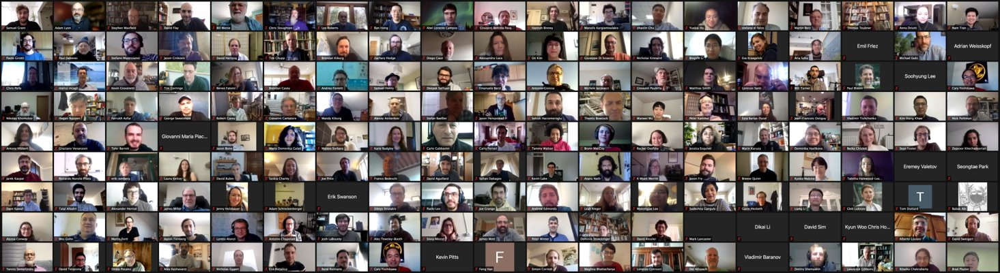 Samuel Grant
Adam Lyon
Stephen Maxfield
David Flay
Bill Morse
Chris Stoughton
Lee Roberts
Ran Hong
Abel Lorente Campos
Giovanni Battista Pasq...
Hannah Binney
Manolis Kargiantoulakis
zhaolin Chu
Yuekai Hu
stefano di falco
Martin Berz
Thomas Teubner
Anna Driutti
Nam Tran
Paolo Girotti
Paul Debevec
Stefano Mastroianni
Jason Crnkovic
David Hertzog
Tim Chupp
Brendan Kiburg
Zachary Hodge
Diego Cauz
Alessandra Luca
On Kim
Giuseppe Di Sciascio
Nicholas Kinnaird
Bingzhi Li
Eva Kraegeloh
Arlu Soha
Emil Frlez
Michael Eads
Adrian Weisskopf
Chris Polly
marco incagli
Kevin Giovanetti
Tim Gorringe
Renee Fatemi
Brendan Casey
Andrea Fioretti
Samuel Henry
Deepak Sathyan
Emanuela Barzi
Antonio Gioiosa
Michele Iacovacci
Giovanni Pauletta
Matthias Smith
Lorenzo Santi
Will Turner
Paul Bloom
Soohyung Lee
Cary Yoshikawa
Nikolay Khomutov
Hogan Nguyen
Farrukh Azfar
George Sweetmore
Robert Carey
Giovanni Cantatore
Mandy Kiburg
Alexey Anisenkov
Stefan Baeßler
Jason Hempstead
Selcuk Haciomeroglu
Themis Bowcock
Wanwei Wu
Peter Kammel
Este Barlas-Yucel
Jean-Francois Ostiguy
Vladimir Tishchenko
Kim Siang Khaw
Nick Pohlman
Antony Hibbert
Graziano Venanzoni
Tyler Barrett
Giovanni Maria Piac...
Jason Bono
Maria Domenica Galati
Matteo Sorbara
Karie Badgley
Carlo Gabbanini
Carlo Ferrari
Tammy Walton
Brynn MacCoy
Rachel Osofsky
Jessica Esquivel
Marin Karuza
Dominika Vasilkova
Becky Chislett
Sean Foster
Zepyoor Khechadoorian
Jarek Kaspar
Riccardo Nunzio Pilato
erik ramberg
Laura Kelton
David Rubin
Saskia Charity
Joe Price
Franco Bedeschi
David Aguillard
Sultan Dabagov
Kevin Labe
Atanu Nath
K Wyatt Merritt
Jason Fry
Breese Quinn
Kyoko Makino
Tabitha Halewood-Lea...
Eremey Valetov
Seongtae Park
Dave Kawall
Talal Albahri
Alexander Herrod
James Miller
Jenny Holzbauer
Adam Schreckenberger
Erik Swanson
Diktys Stratakis
Paolo Leo
Joe Grange
Andrew Edmonds
Leah Rieger
Myeongjae Lee
Sudeshna Ganguly
Gavin Hesketh
Liang Li
Gleb Lukicov
T
Tom Stuttard
Babak Abi
Alyssa Conway
Wes Gohn
Martin Fertl
Aaron Fienberg
Loreto Alonzi
Antoine Chapelain
Josh LaBounty
Alec Tewsley-Booth
Silvia Miozzi
James Mott
Peter Winter
Dominik Stoeckinger
David Kessler
Mark Lancaster
Dikai Li
David Sim
Kyun Woo Chris Ho...
Alberto Lusiani
David Sweigart
Yannis Semertzidis
David Tarazona
Dinko Pocanic
Alex Keshavarzi
Nicholas Eggert
Elia Bottalico
René Reimann
Cary Yoshikawa
Kevin Pitts
F
Fang Han
Simon Corrodi
Meghna Bhattacharya
Lorenzo Cotrozzi
Del Allspach
Vladimir Baranov
Dmitry Shemyakin
Lawrence Gibbons
Ritwika Chakraborty
Brad Plaster